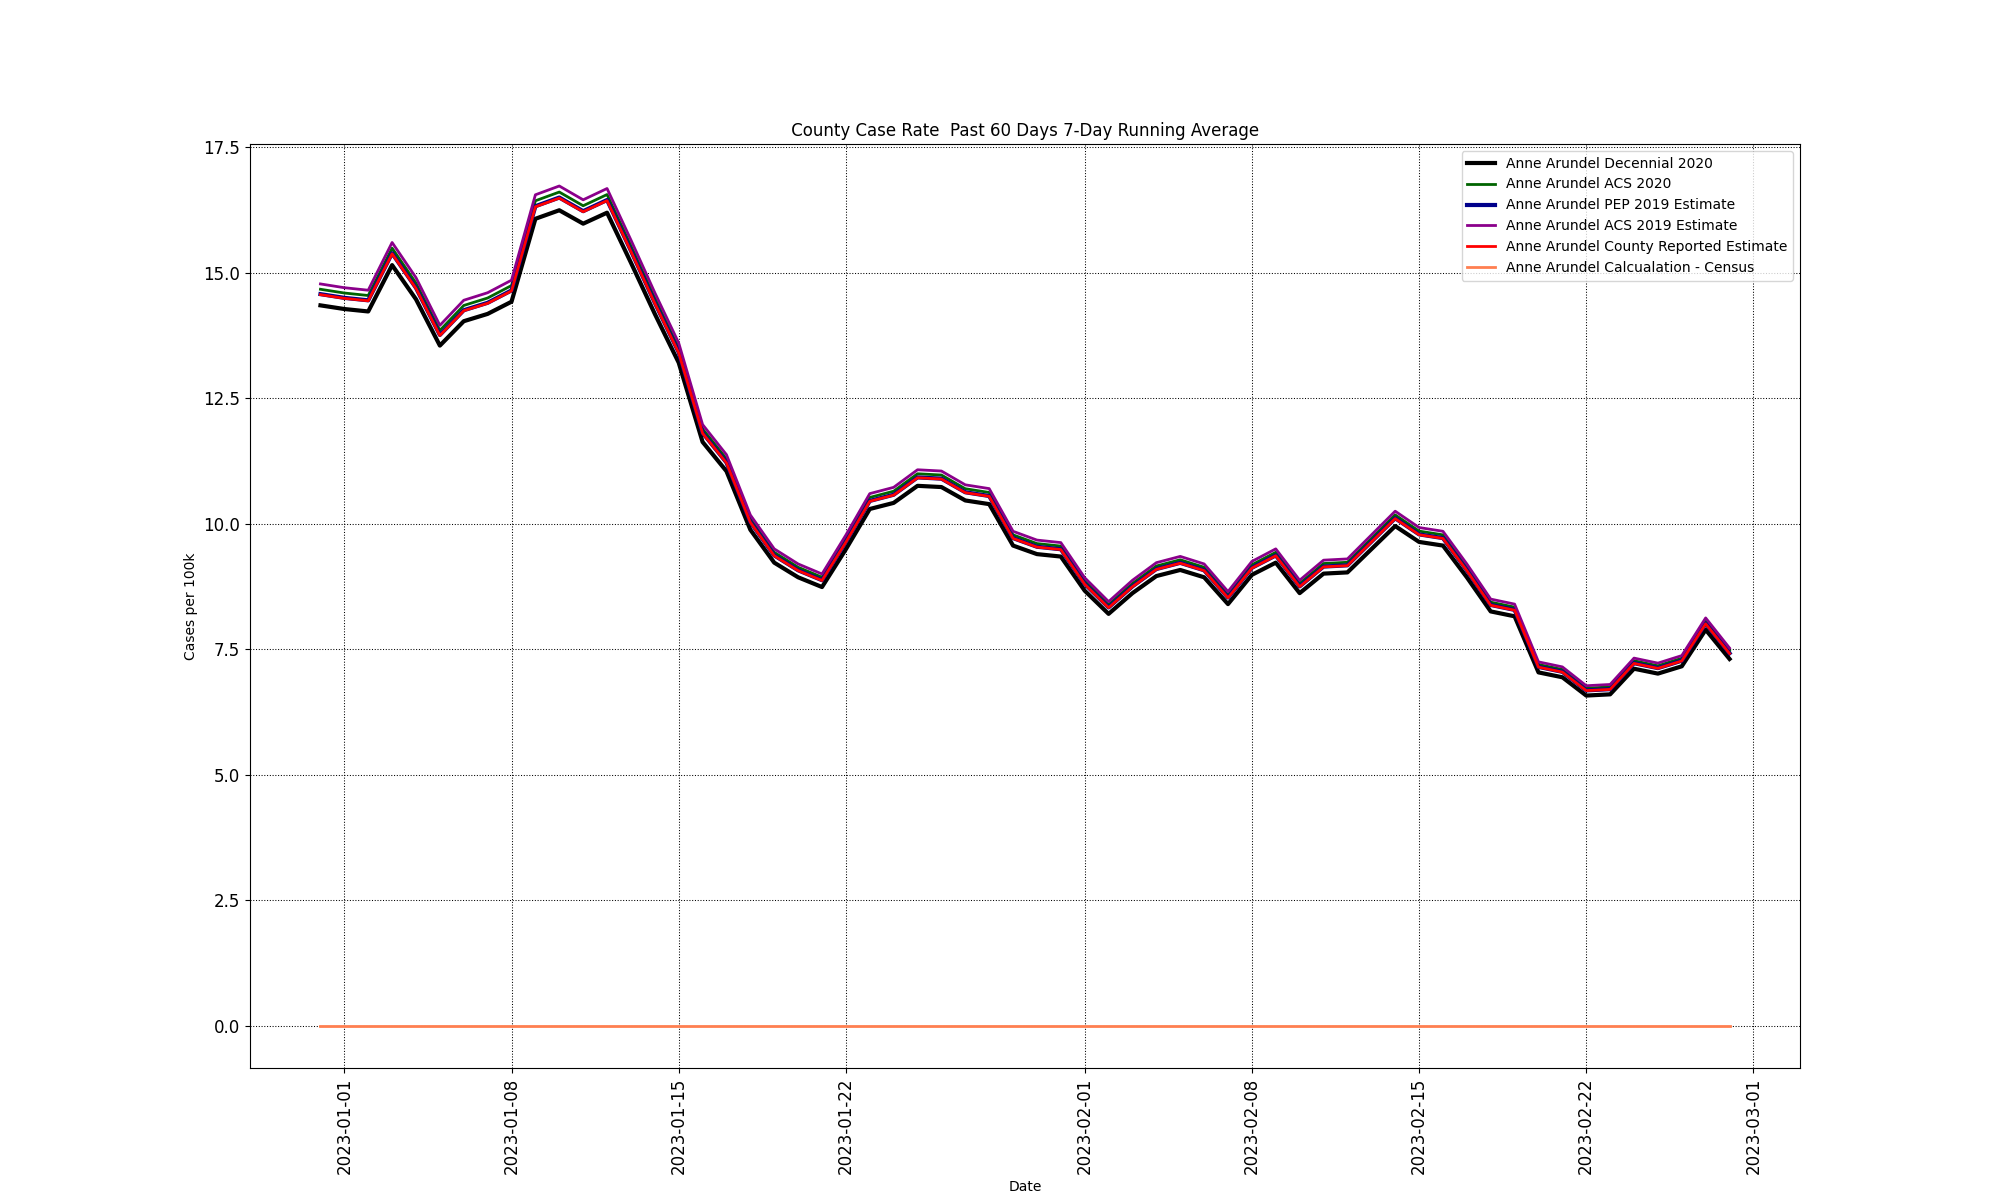 County Case Rate  Past 60 Days 7-Day Running Average
Anne Arundel Decennial 2020
Anne Arundel ACS 2020
Anne Arundel PEP 2019 Estimate
Anne Arundel ACS 2019 Estimate
Anne Arundel County Reported Estimate
Anne Arundel Calcualation - Census
Cases per 100k
17.5
15.0
12.5
10.0
7.5
5.0
2.5
0.0
2023-01-01
2023-01-08
2023-01-15
2023-01-22
2023-02-01
2023-02-08
2023-02-15
2023-02-22
2023-03-01
Date